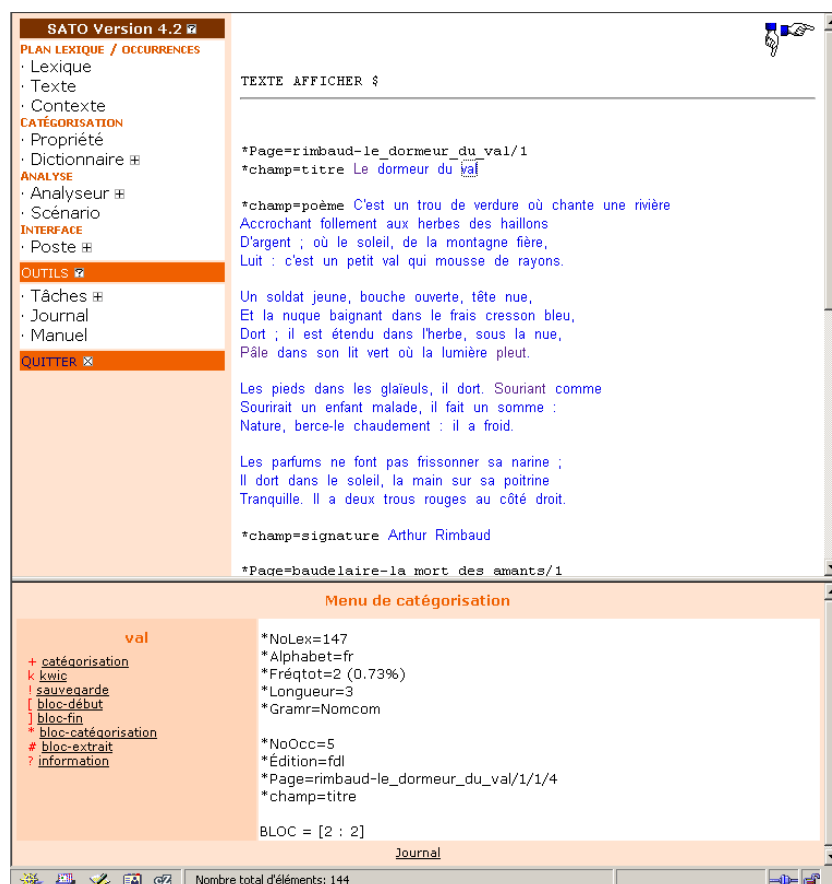 SATO Version 4.2 ?
PLAN LEXIQUE / OCCURRENCES
· Lexique
· Texte
· Contexte
CATÉGORISATION
· Propriété
· Dictionnaire ⊞
ANALYSE
· Analyseur ⊞
· Scénario
INTERFACE
· Poste ⊞
OUTILS ?
· Tâches ⊞
· Journal
· Manuel
QUITTER ☒
TEXTE AFFICHER $
*Page=rimbaud-le_dormeur_du_val/1
*champ=titre Le dormeur du val
*champ=poème C'est un trou de verdure où chante une rivière
Accrochant follement aux herbes des haillons
D'argent ; où le soleil, de la montagne fière,
Luit : c'est un petit val qui mousse de rayons.
Un soldat jeune, bouche ouverte, tête nue,
Et la nuque baignant dans le frais cresson bleu,
Dort ; il est étendu dans l'herbe, sous la nue,
Pâle dans son lit vert où la lumière pleut.
Les pieds dans les glaïeuls, il dort. Souriant comme
Sourirait un enfant malade, il fait un somme :
Nature, berce-le chaudement : il a froid.
Les parfums ne font pas frissonner sa narine ;
Il dort dans le soleil, la main sur sa poitrine
Tranquille. Il a deux trous rouges au côté droit.
*champ=signature Arthur Rimbaud
*Page=baudelaire-la mort des amants/1
Menu de catégorisation
val
+ catégorisation
k kwic
! sauvegarde
[ bloc-début
] bloc-fin
* bloc-catégorisation
# bloc-extrait
? information
*NoLex=147
*Alphabet=fr
*Fréqtot=2 (0.73%)
*Longueur=3
*Gramr=Nomcom
*NoOcc=5
*Édition=fdl
*Page=rimbaud-le_dormeur_du_val/1/1/4
*champ=titre
BLOC = [2 : 2]
Journal
Nombre total d'éléments: 144